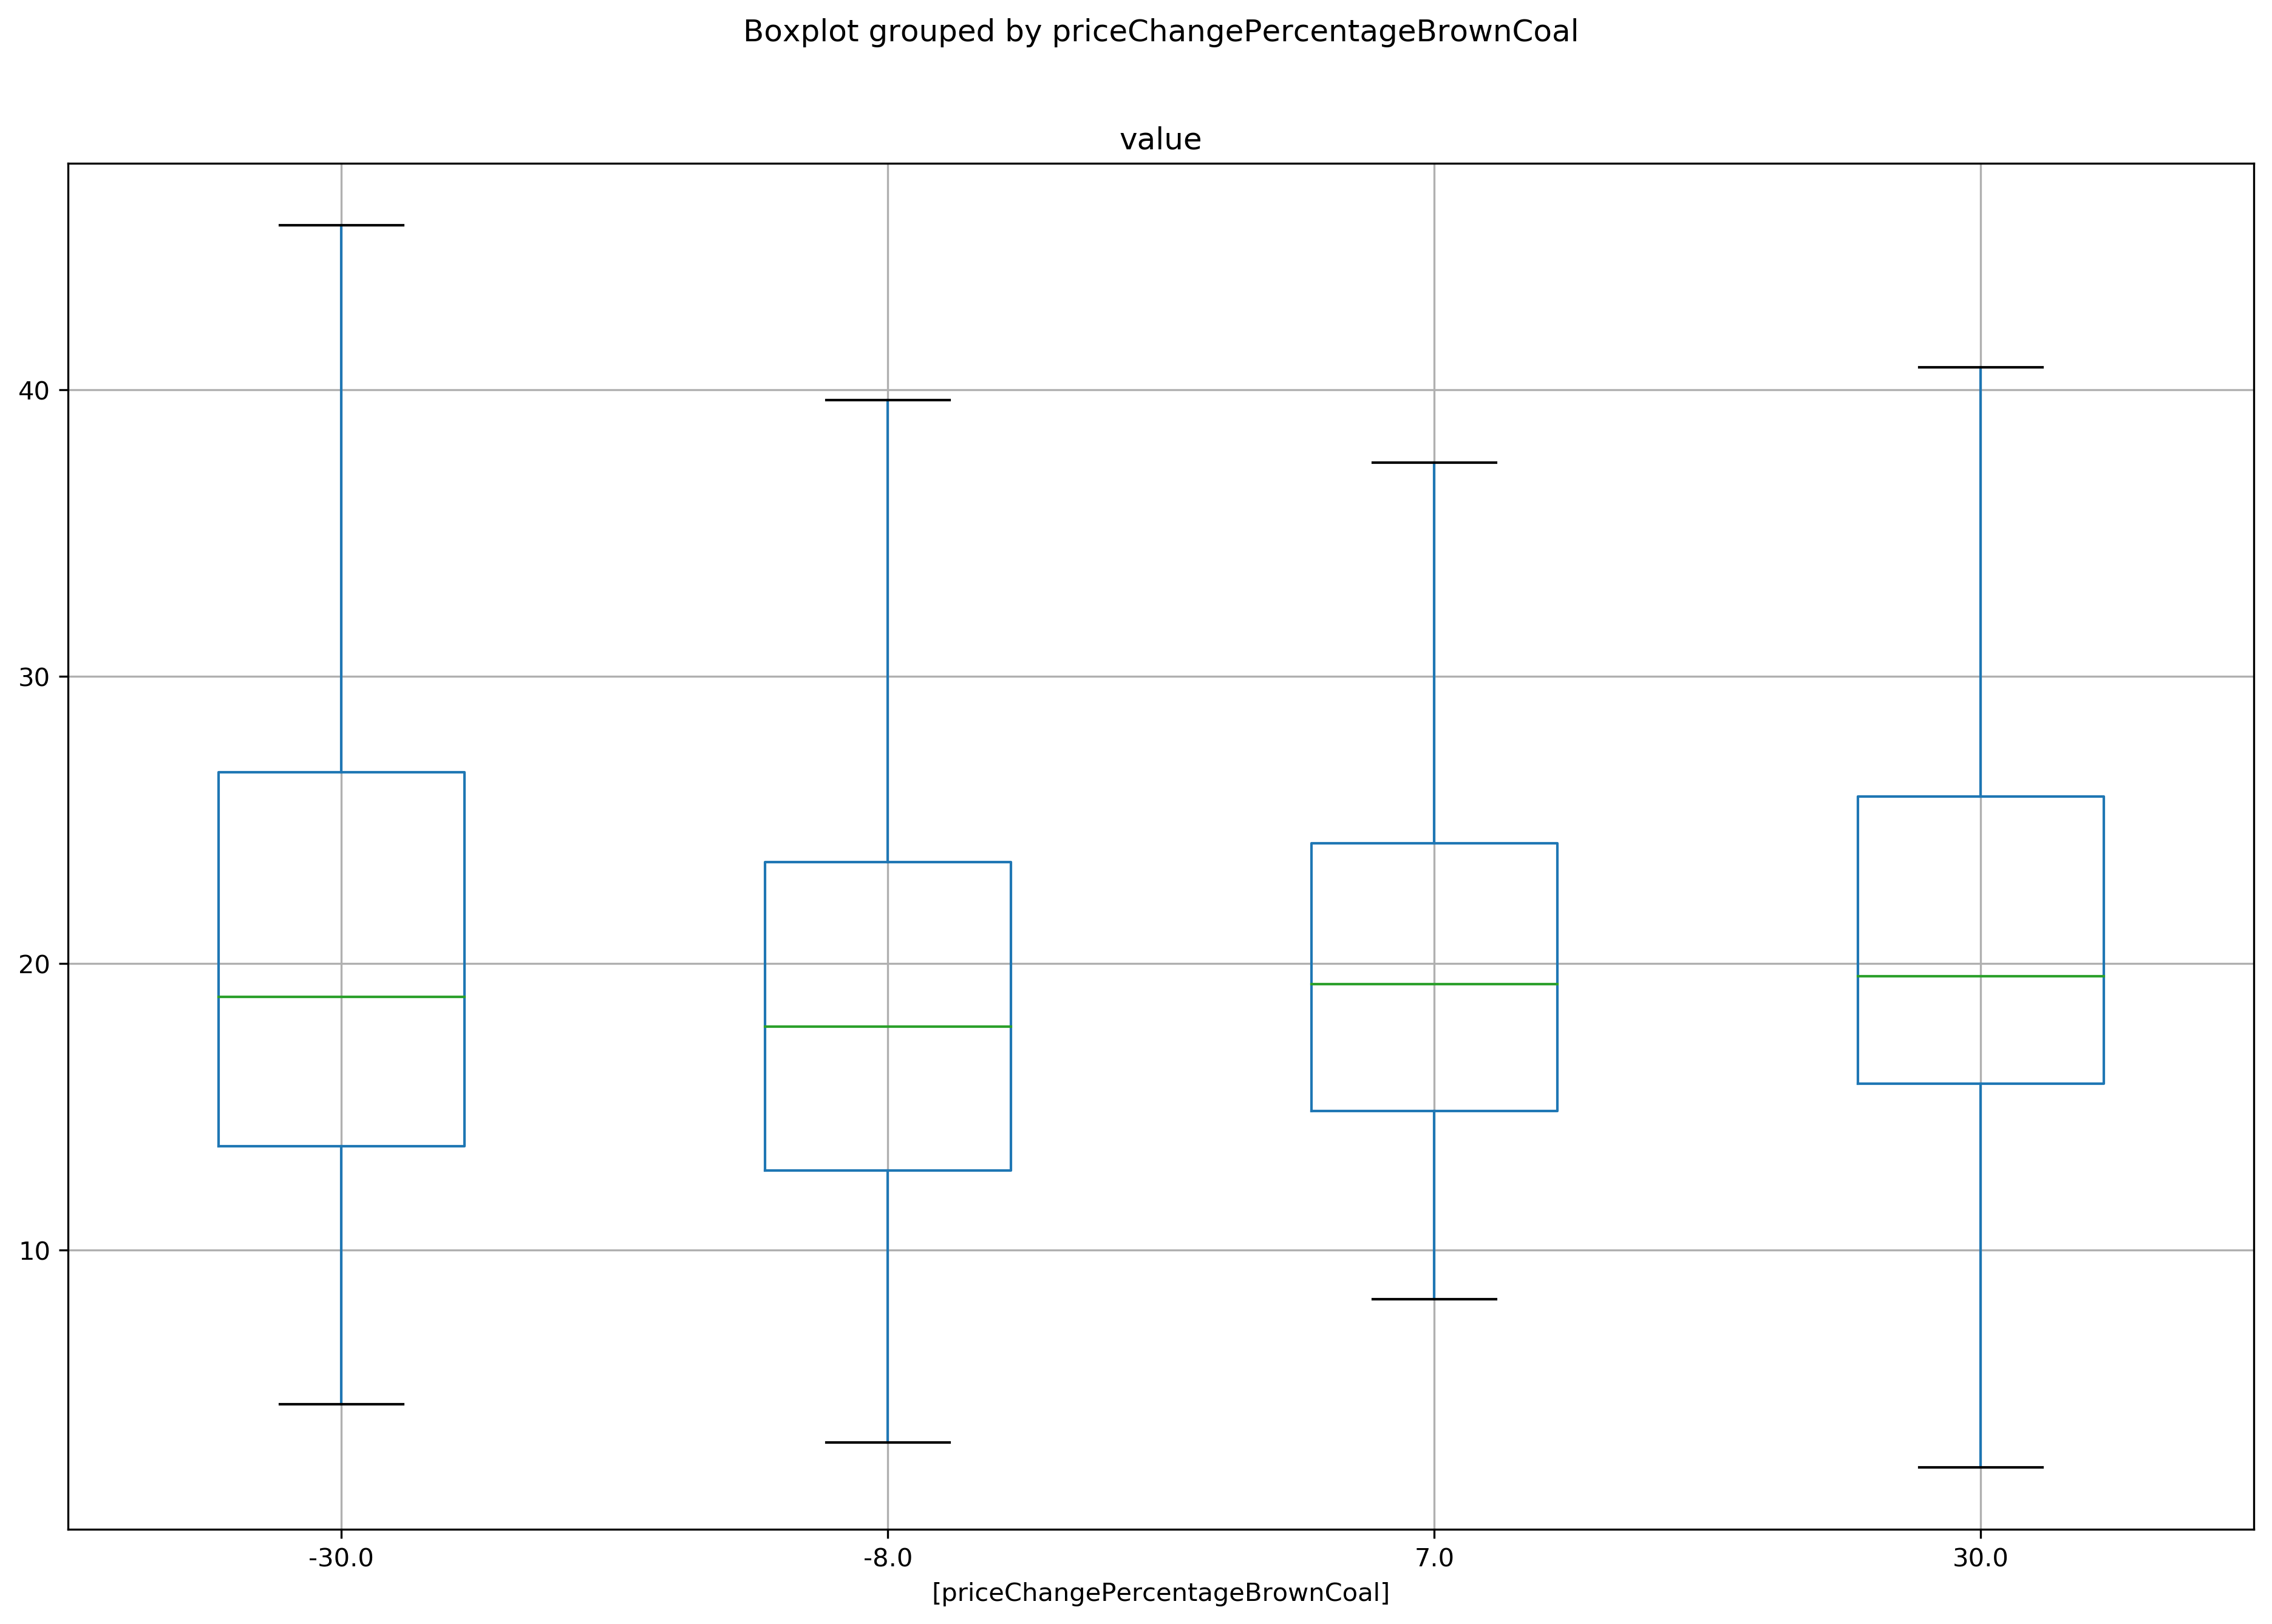 Boxplot grouped by priceChangePercentageBrownCoal
value
40
30
20
10
-30.0 -8.0 7.0 30.0
[priceChangePercentageBrownCoal]